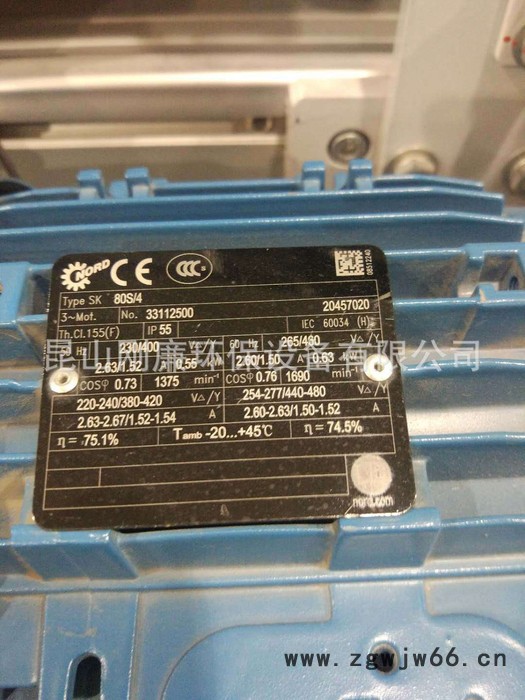 NORD CE CCC
08512240
Type SK 80S/4
3~Mot. No. 33112500 20457020
Th.Cl.155(F) IP 55 IEC 60034 (H)
Hz 230/400 V△/Y 60 Hz 265/460 V△/Y
昆山刚廉环保设备有限公司
2.63/1.52 A 0.55 kW 2.60/1.50 A 0.63 kW
cosφ 0.73 1375 min⁻¹ cosφ 0.76 1690 min⁻¹
220-240/380-420 V△/Y 254-277/440-480 V△/Y
2.63-2.67/1.52-1.54 A 2.60-2.63/1.50-1.52 A
η = 75.1% Tamb -20...+45℃ η = 74.5%
nord.com
www.zgwjw66.cn